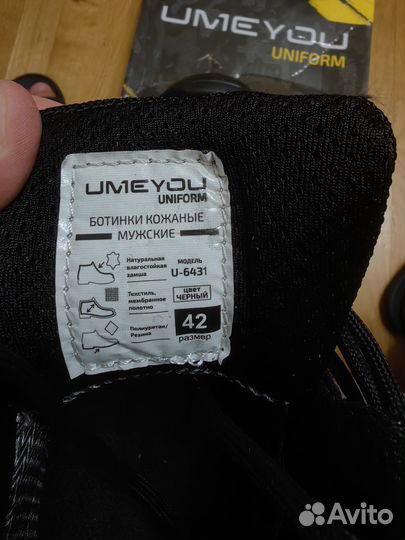 UMEYOU
UNIFORM
UMEYOU
UNIFORM
БОТИНКИ КОЖАНЫЕ
МУЖСКИЕ
Натуральная
влагостойкая
замша
МОДЕЛЬ
U-6431
Текстиль,
мембранное
полотно
ЦВЕТ
ЧЕРНЫЙ
Полиуретан/
Резина
42
размер
Avito